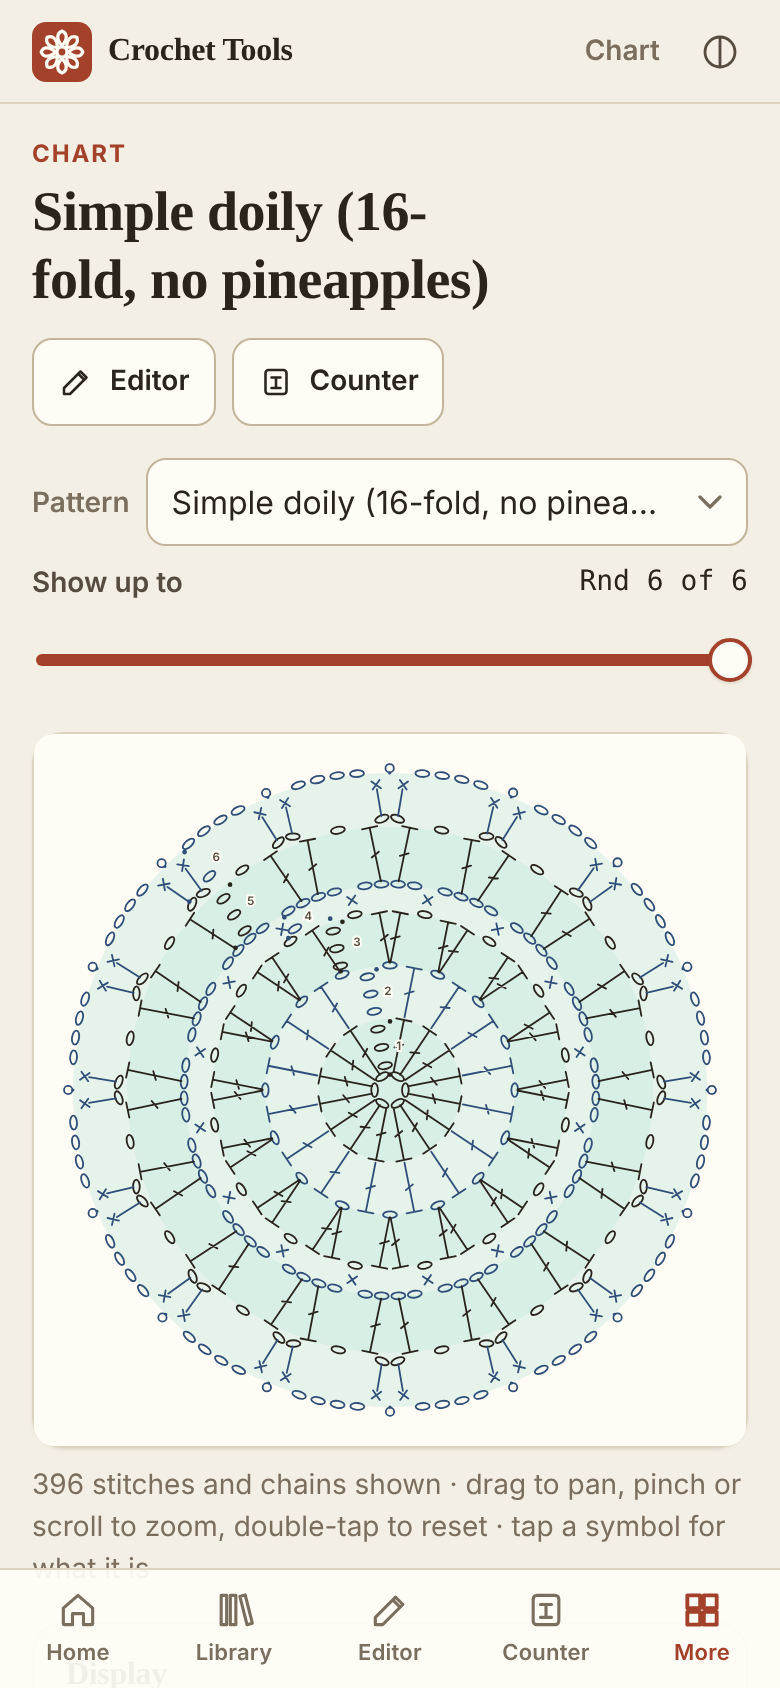 Crochet Tools
Chart
CHART
Simple doily (16-
fold, no pineapples)
Editor
Counter
Pattern
Simple doily (16-fold, no pinea...
Show up to
Rnd 6 of 6
6
5
4
3
2
1
396 stitches and chains shown · drag to pan, pinch or
scroll to zoom, double-tap to reset · tap a symbol for
what it is
Display
Home
Library
Editor
Counter
More